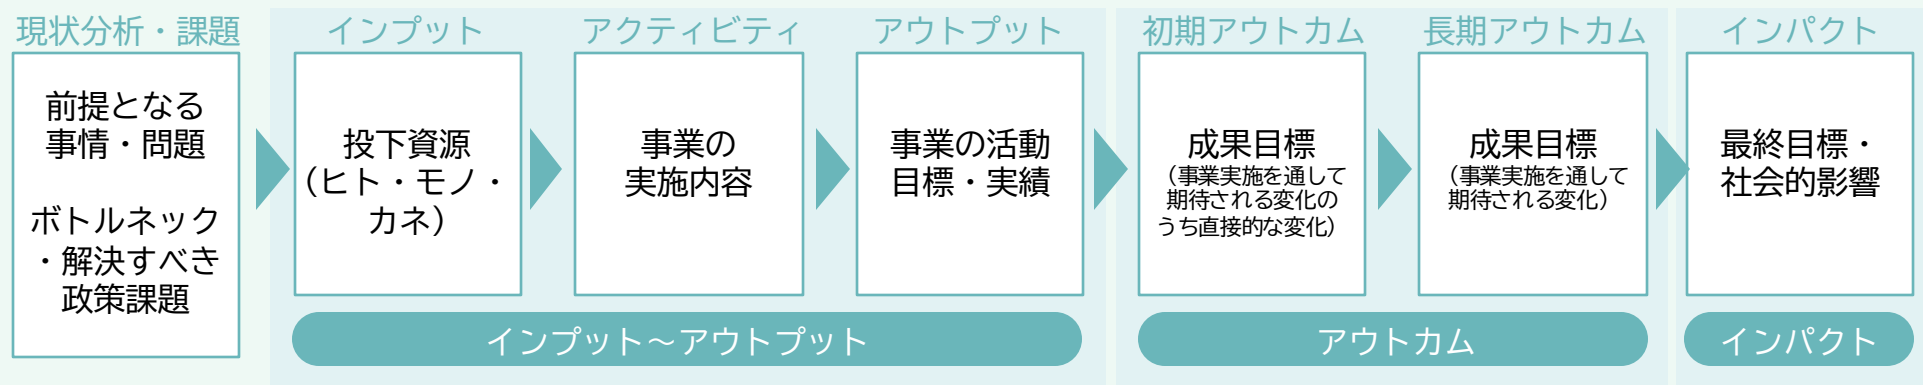 現状分析・課題
前提となる
事情・問題
ボトルネック
・解決すべき
政策課題
インプット
投下資源
（ヒト・モノ・
カネ）
アクティビティ
事業の
実施内容
アウトプット
事業の活動
目標・実績
インプット～アウトプット
初期アウトカム
成果目標
（事業実施を通して
期待される変化の
うち直接的な変化）
長期アウトカム
成果目標
（事業実施を通して
期待される変化）
アウトカム
インパクト
最終目標・
社会的影響
インパクト